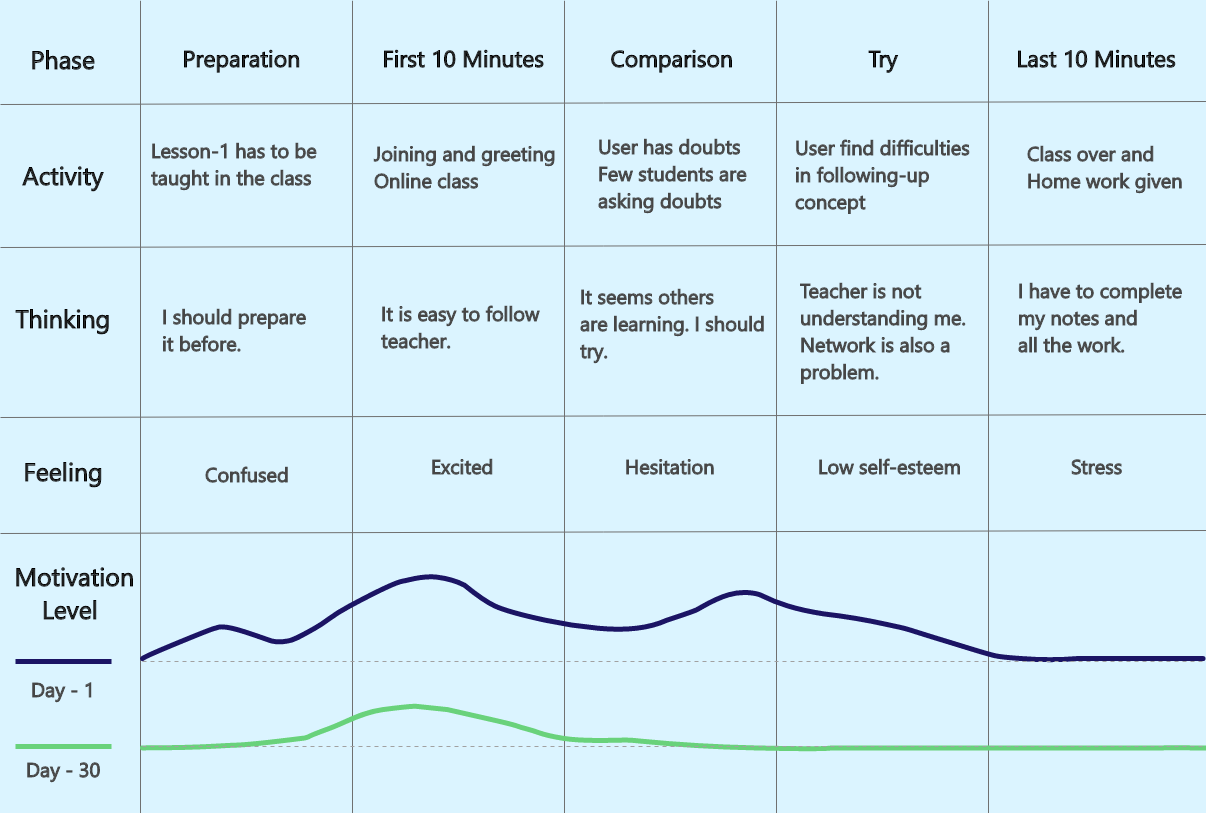 Phase
Preparation
First 10 Minutes
Comparison
Try
Last 10 Minutes
Activity
Lesson-1 has to be
taught in the class
Joining and greeting
Online class
User has doubts
Few students are
asking doubts
User find difficulties
in following-up
concept
Class over and
Home work given
Thinking
I should prepare
it before.
It is easy to follow
teacher.
It seems others
are learning. I should
try.
Teacher is not
understanding me.
Network is also a
problem.
I have to complete
my notes and
all the work.
Feeling
Confused
Excited
Hesitation
Low self-esteem
Stress
Motivation
Level
Day - 1
Day - 30